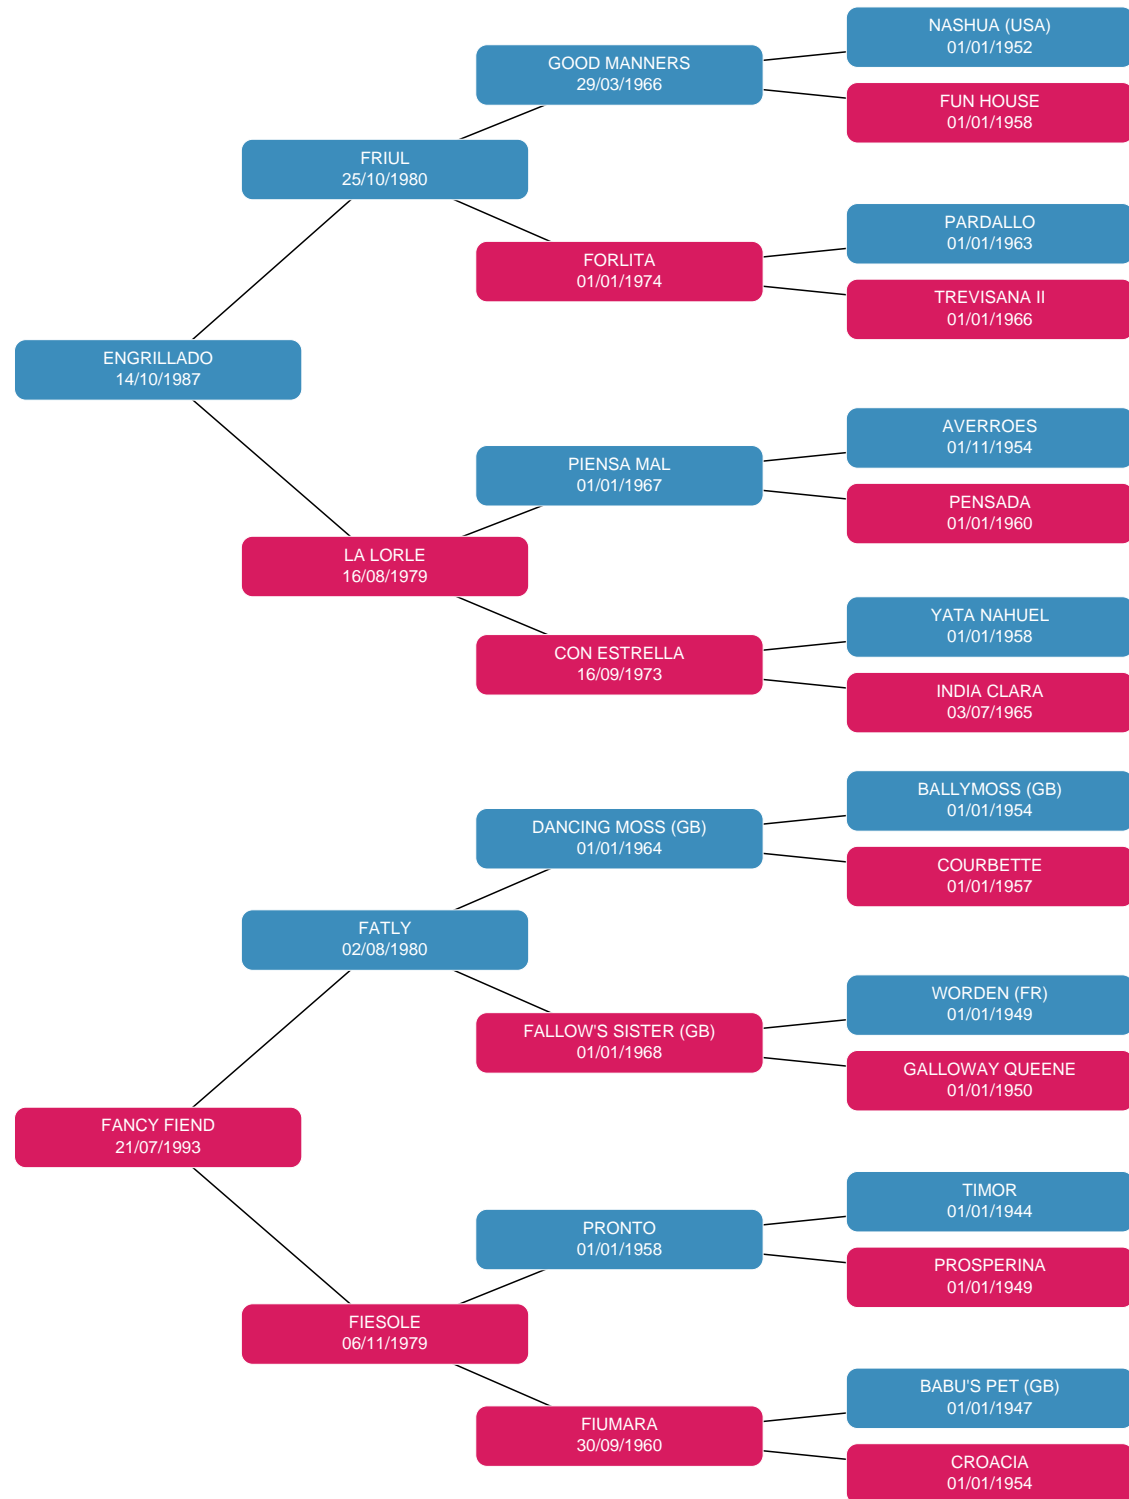 NASHUA (USA)
01/01/1952
GOOD MANNERS
29/03/1966
FUN HOUSE
01/01/1958
FRIUL
25/10/1980
PARDALLO
01/01/1963
FORLITA
01/01/1974
TREVISANA II
01/01/1966
ENGRILLADO
14/10/1987
AVERROES
01/11/1954
PIENSA MAL
01/01/1967
PENSADA
01/01/1960
LA LORLE
16/08/1979
YATA NAHUEL
01/01/1958
CON ESTRELLA
16/09/1973
INDIA CLARA
03/07/1965
BALLYMOSS (GB)
01/01/1954
DANCING MOSS (GB)
01/01/1964
COURBETTE
01/01/1957
FATLY
02/08/1980
WORDEN (FR)
01/01/1949
FALLOW'S SISTER (GB)
01/01/1968
GALLOWAY QUEENE
01/01/1950
FANCY FIEND
21/07/1993
TIMOR
01/01/1944
PRONTO
01/01/1958
PROSPERINA
01/01/1949
FIESOLE
06/11/1979
BABU'S PET (GB)
01/01/1947
FIUMARA
30/09/1960
CROACIA
01/01/1954